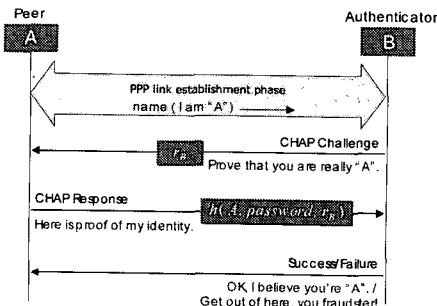 Peer
Authenticator
A
B
PPP link establishment phase
name ( I am "A")
CHAP Challenge
r_B
Prove that you are really "A".
CHAP Response
h( A, password, r_B )
Here is proof of my identity.
Success/Failure
OK, I believe you're "A". /
Get out of here, you fraudster!